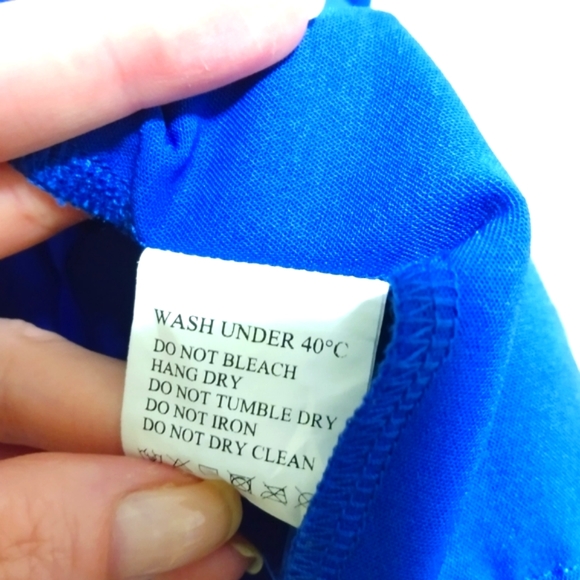 WASH UNDER 40°C
DO NOT BLEACH
HANG DRY
DO NOT TUMBLE DRY
DO NOT IRON
DO NOT DRY CLEAN